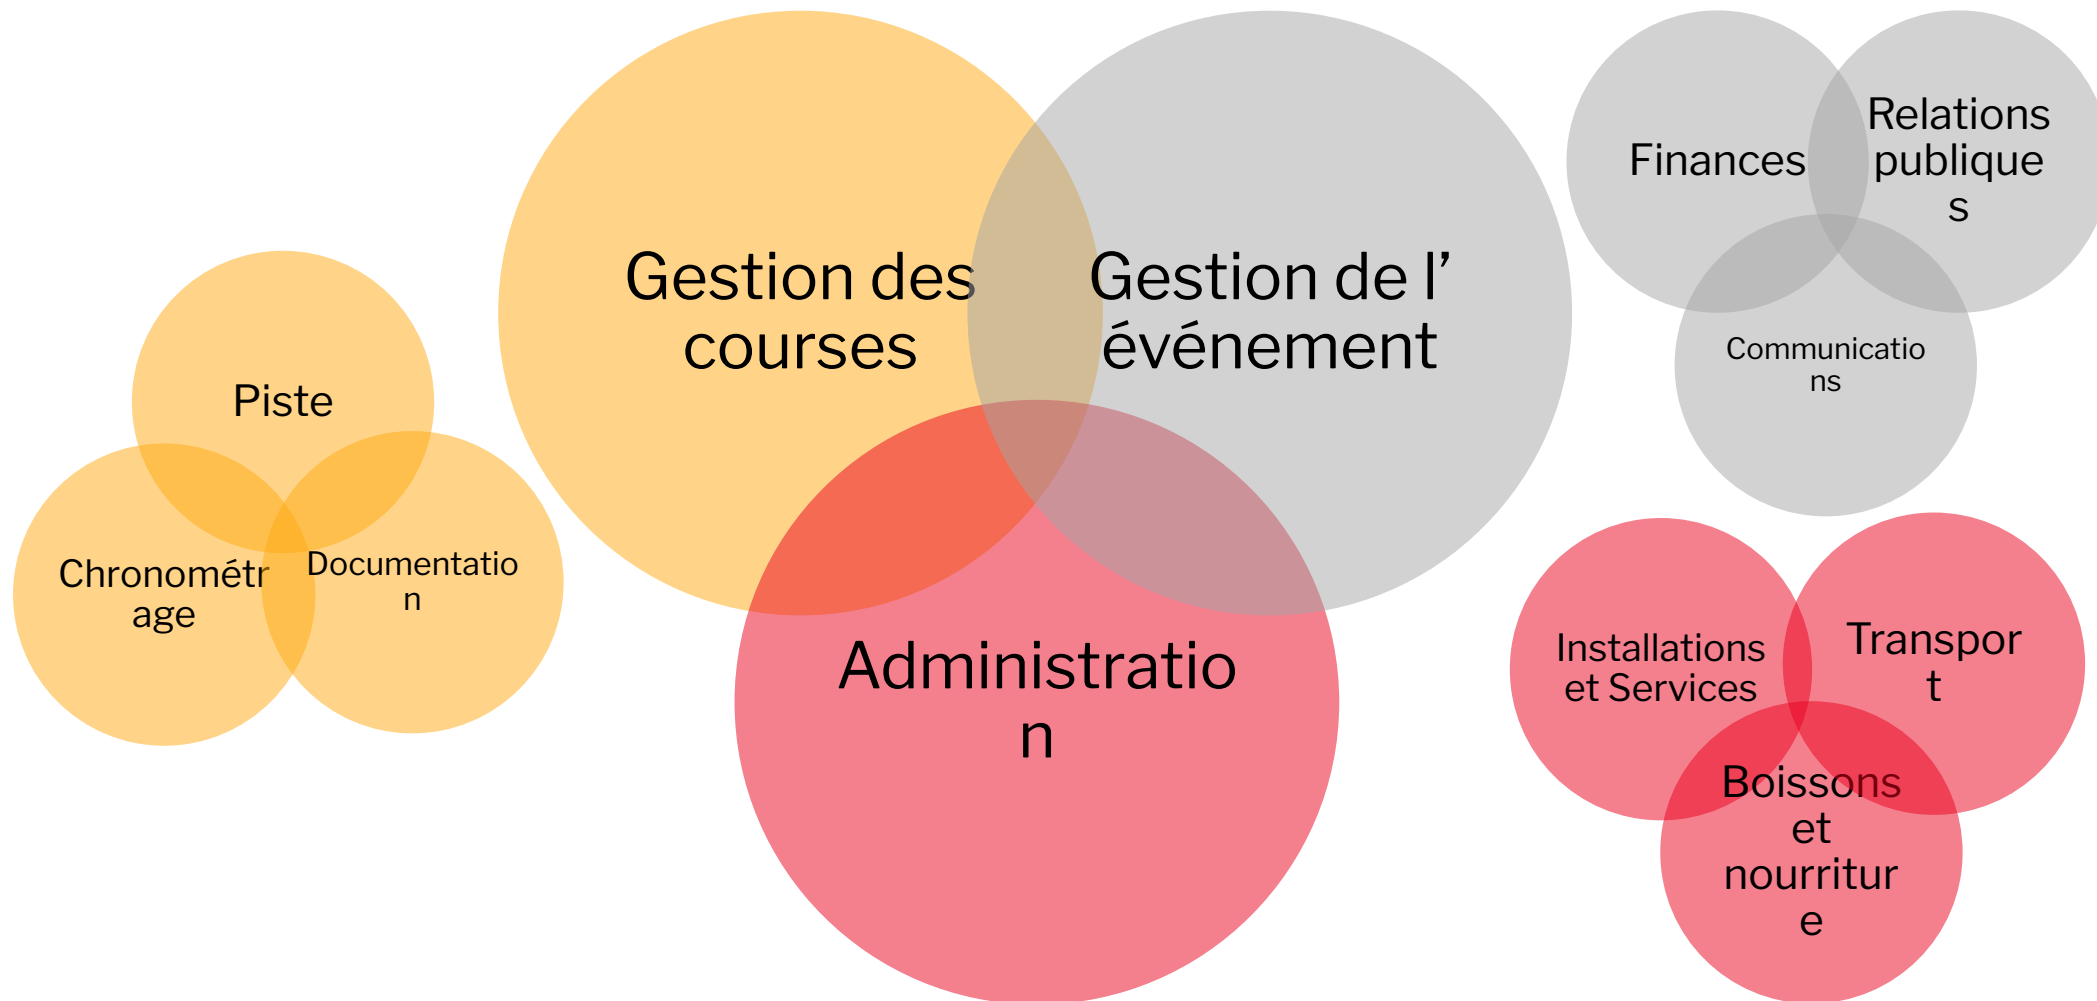 Gestion des
courses
Gestion de l’
événement
Administratio
n
Piste
Chronométr
age
Documentatio
n
Finances
Relations
publique
s
Communicatio
ns
Installations
et Services
Transpor
t
Boissons
et
nourritur
e